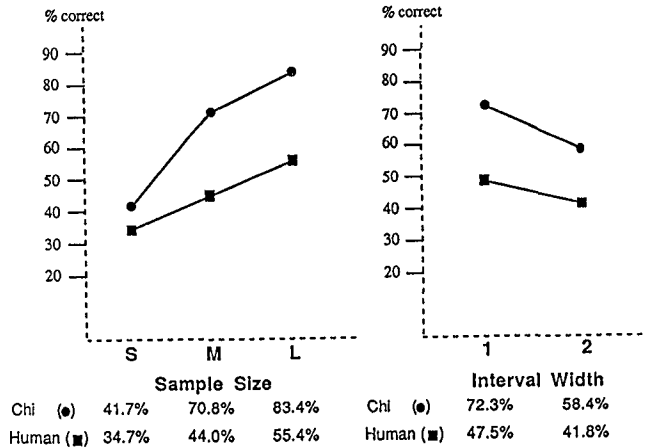 % correct
90
80
70
60
50
40
30
20
S M L
Sample Size
Chi (●) 41.7% 70.8% 83.4%
Human (■) 34.7% 44.0% 55.4%
% correct
90
80
70
60
50
40
30
20
1 2
Interval Width
Chi (●) 72.3% 58.4%
Human (■) 47.5% 41.8%